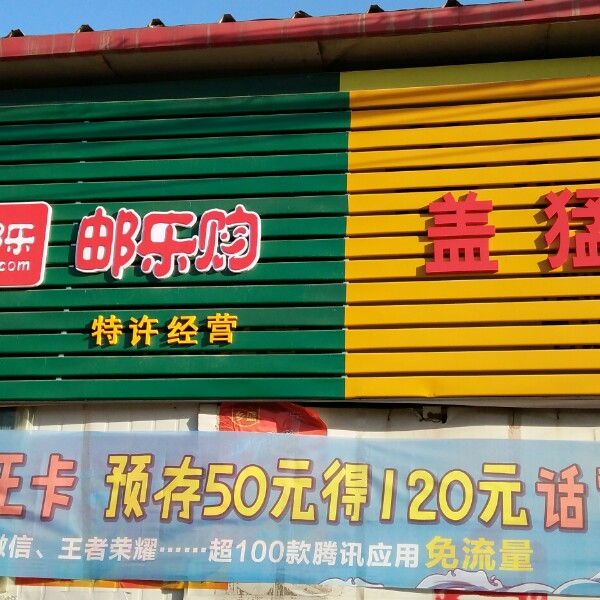 乐
.com
邮乐购
特许经营
盖猛
王卡 预存50元得120元话
微信、王者荣耀……超100款腾讯应用 免流量